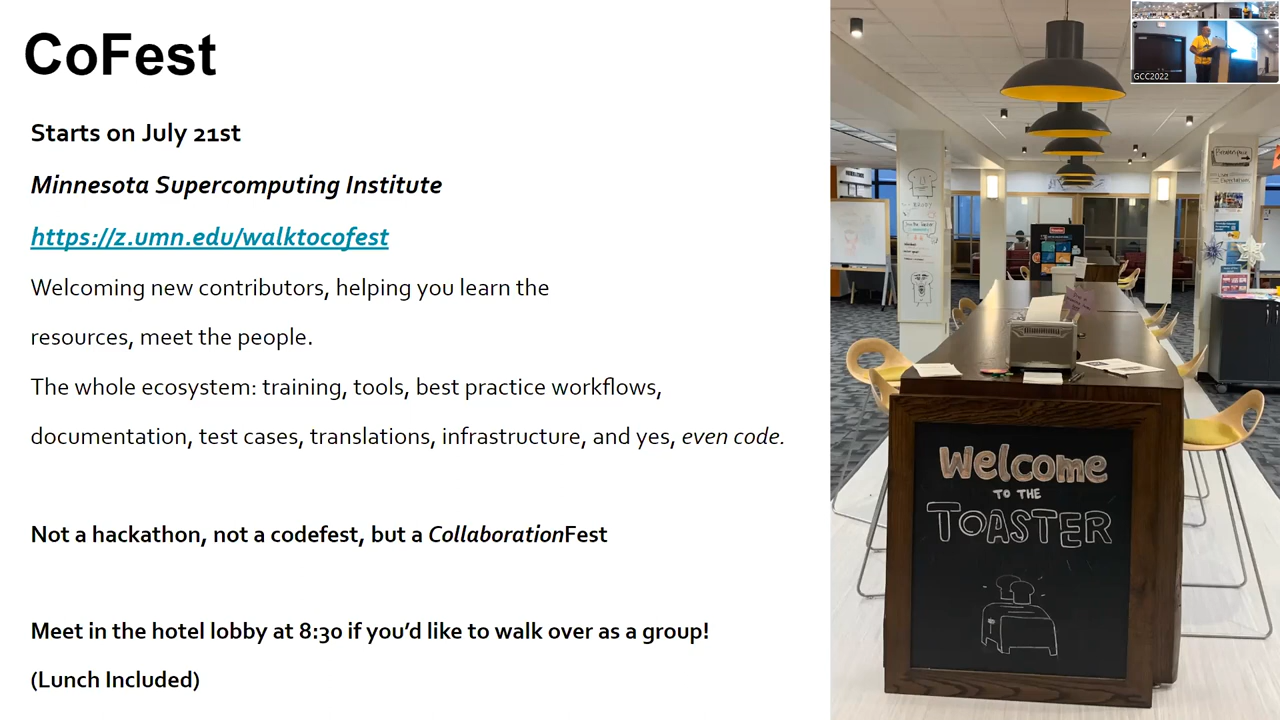 CoFest
Starts on July 21st
Minnesota Supercomputing Institute
https://z.umn.edu/walktocofest
Welcoming new contributors, helping you learn the
resources, meet the people.
The whole ecosystem: training, tools, best practice workflows,
documentation, test cases, translations, infrastructure, and yes, even code.
Not a hackathon, not a codefest, but a CollaborationFest
Meet in the hotel lobby at 8:30 if you'd like to walk over as a group!
(Lunch Included)
GCC2022
Welcome
TO THE
TOASTER